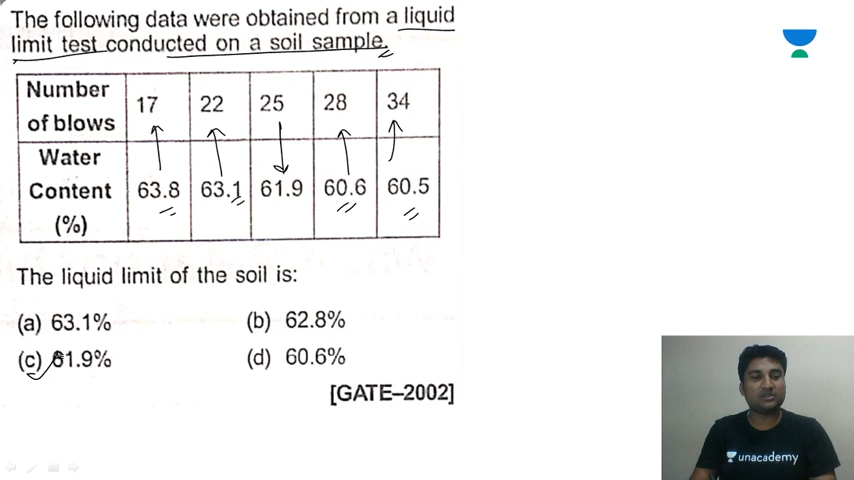 The following data were obtained from a liquid
limit test conducted on a soil sample.
Number of blows 17 22 25 28 34
Water Content (%) 63.8 63.1 61.9 60.6 60.5
The liquid limit of the soil is:
(a) 63.1% (b) 62.8%
(c) 61.9% (d) 60.6%
[GATE–2002]
unacademy